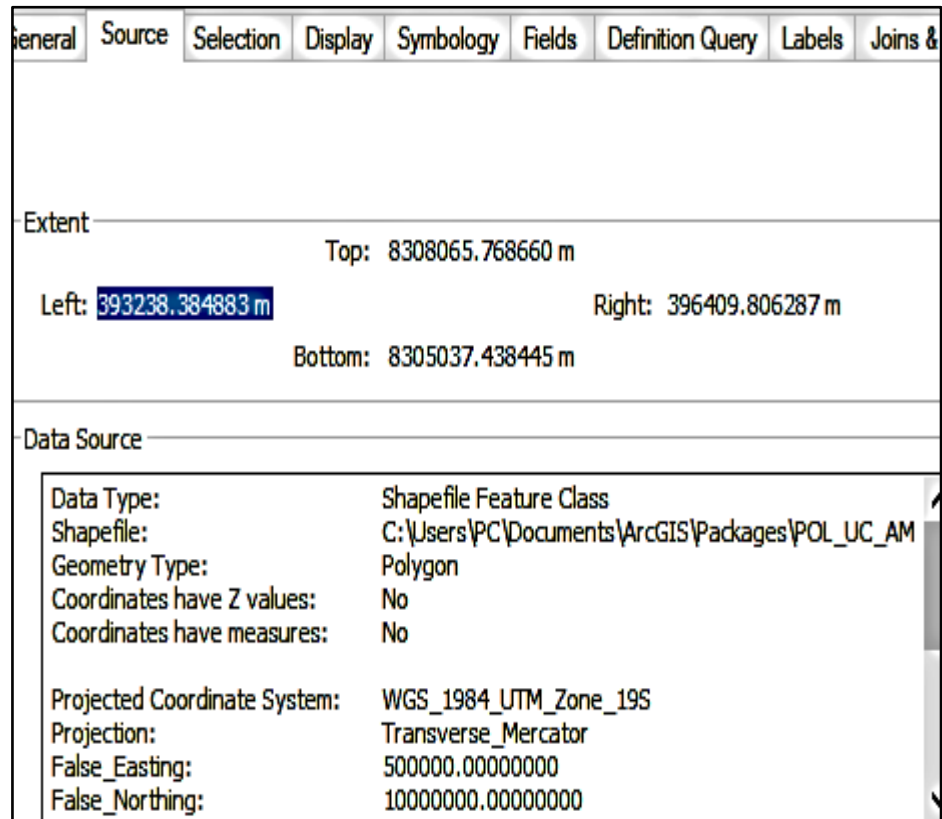 General Source Selection Display Symbology Fields Definition Query Labels Joins &
Extent
Top: 8308065.768660 m
Left: 393238.384883 m Right: 396409.806287 m
Bottom: 8305037.438445 m
Data Source
Data Type: Shapefile Feature Class
Shapefile: C:\Users\PC\Documents\ArcGIS\Packages\POL_UC_AM
Geometry Type: Polygon
Coordinates have Z values: No
Coordinates have measures: No
Projected Coordinate System: WGS_1984_UTM_Zone_19S
Projection: Transverse_Mercator
False_Easting: 500000.00000000
False_Northing: 10000000.00000000